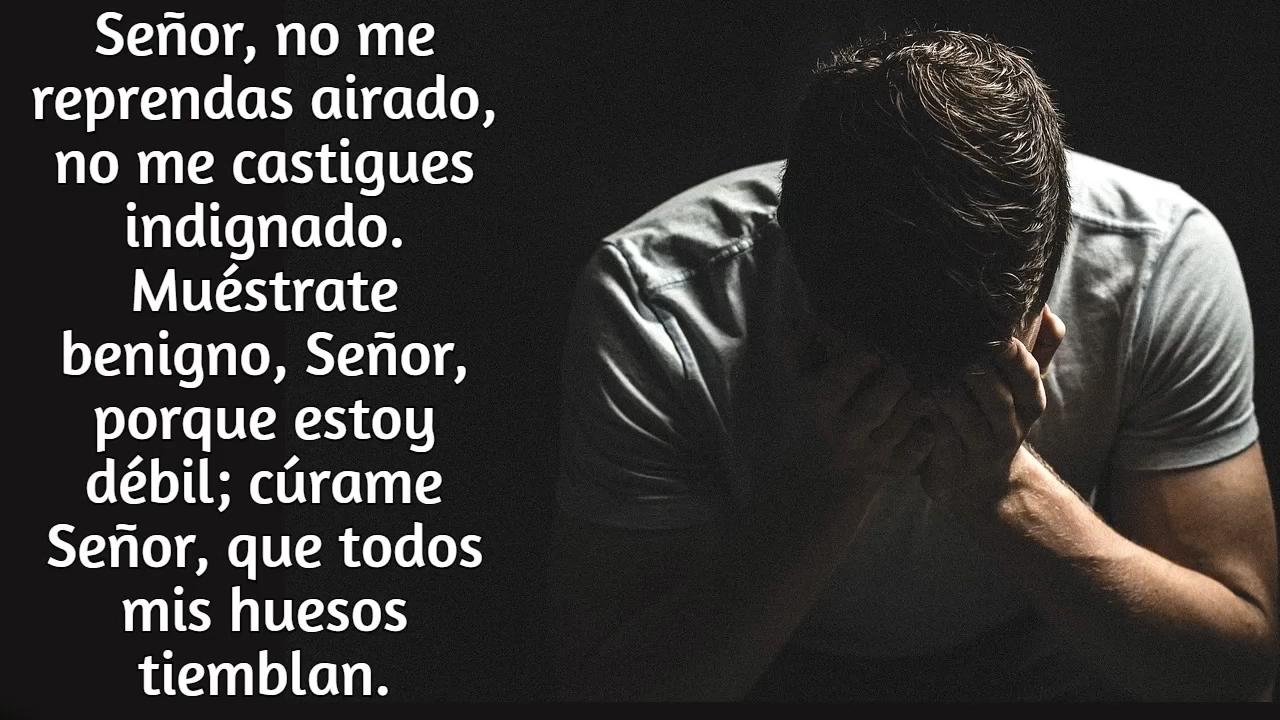 Señor, no me
reprendas airado,
no me castigues
indignado.
Muéstrate
benigno, Señor,
porque estoy
débil; cúrame
Señor, que todos
mis huesos
tiemblan.